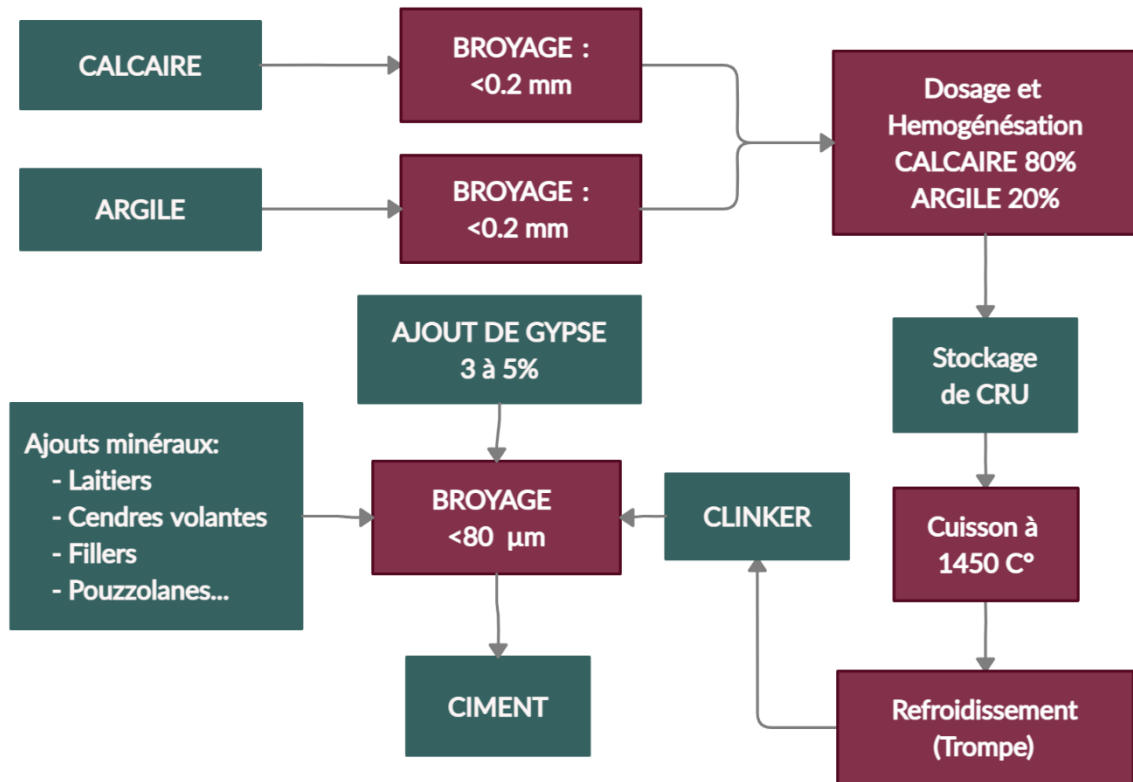 CALCAIRE
BROYAGE :
<0.2 mm
ARGILE
BROYAGE :
<0.2 mm
Dosage et
Hemogénésation
CALCAIRE 80%
ARGILE 20%
Stockage
de CRU
Cuisson à
1450 C°
Refroidissement
(Trompe)
CLINKER
AJOUT DE GYPSE
3 à 5%
Ajouts minéraux:
- Laitiers
- Cendres volantes
- Fillers
- Pouzzolanes...
BROYAGE
<80 µm
CIMENT